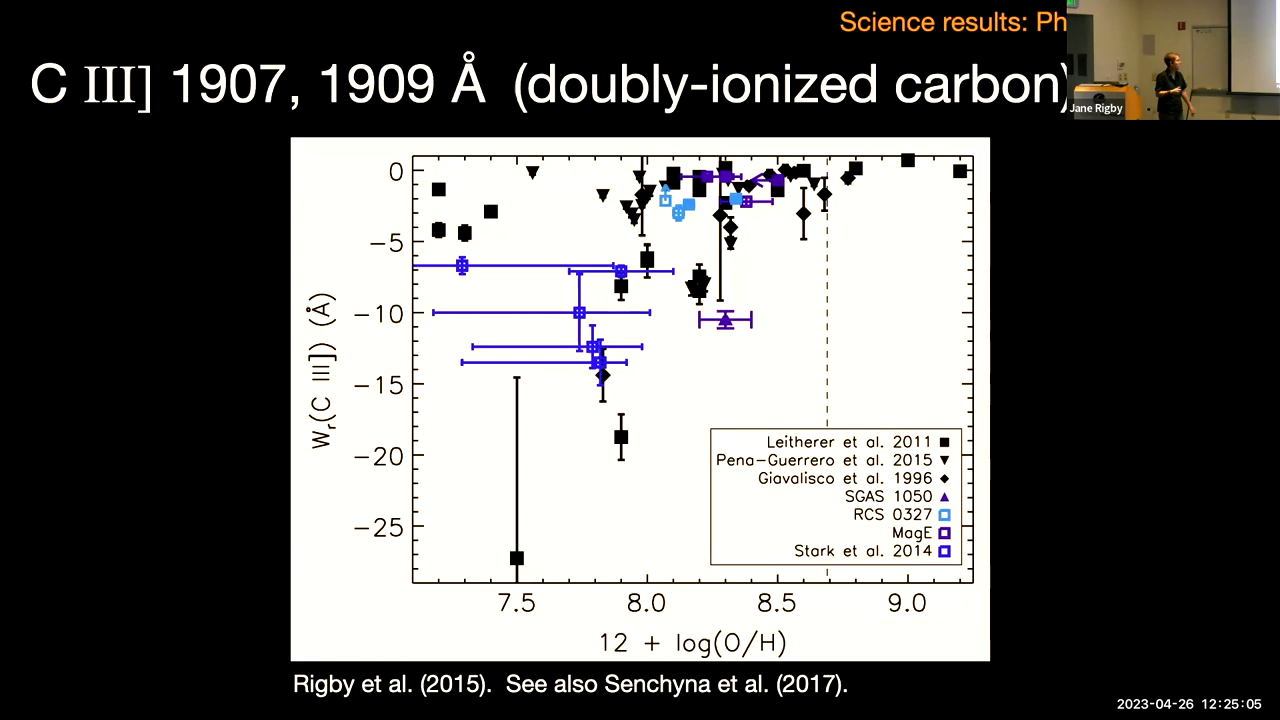 Science results: Ph
C III] 1907, 1909 Å (doubly-ionized carbon)
Jane Rigby
0
−5
−10
−15
−20
−25
Wr(C III]) (Å)
Leitherer et al. 2011
Pena−Guerrero et al. 2015
Giavalisco et al. 1996
SGAS 1050
RCS 0327
MagE
Stark et al. 2014
7.5 8.0 8.5 9.0
12 + log(O/H)
Rigby et al. (2015). See also Senchyna et al. (2017).
2023-04-26 12:25:05